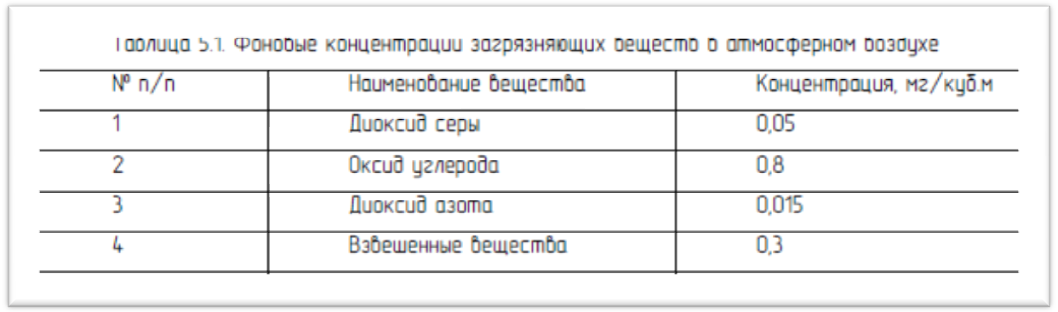 Таблица 5.1. Фоновые концентрации загрязняющих веществ в атмосферном воздухе
№ п/п Наименование вещества Концентрация, мг/куб.м
1 Диоксид серы 0,05
2 Оксид углерода 0,8
3 Диоксид азота 0,015
4 Взвешенные вещества 0,3